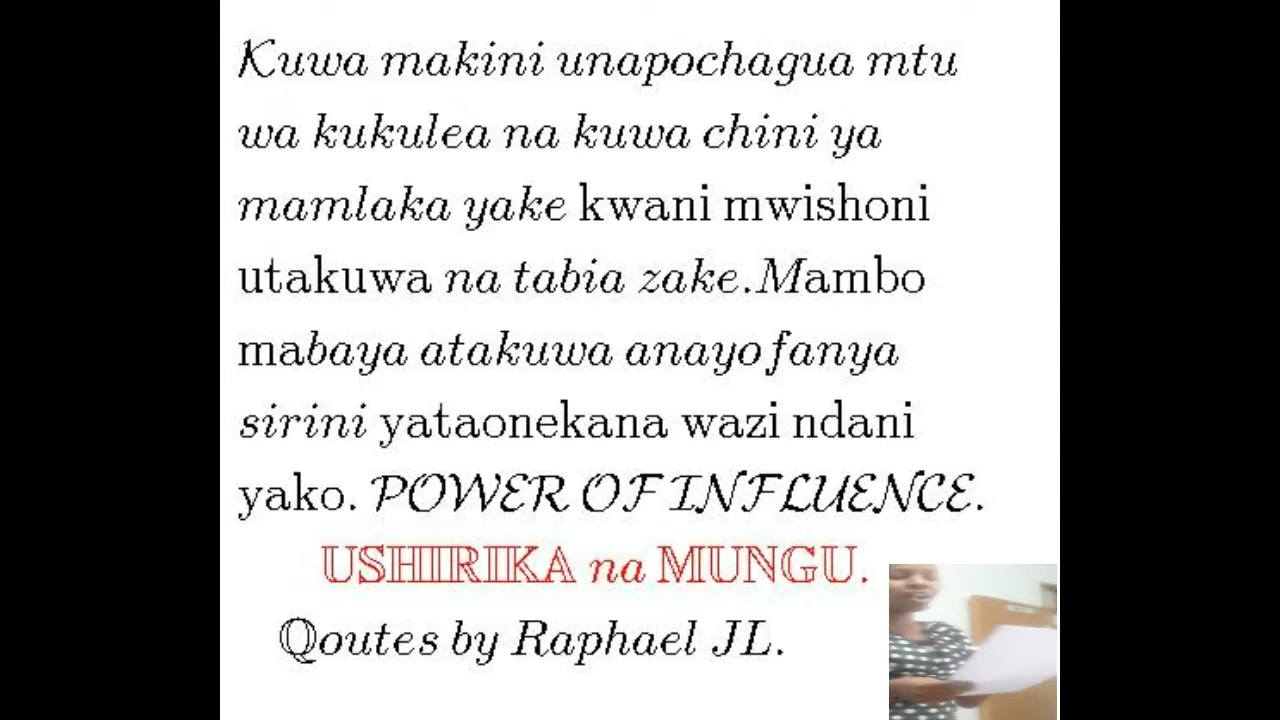 Kuwa makini unapochagua mtu
wa kukulea na kuwa chini ya
mamlaka yake kwani mwishoni
utakuwa na tabia zake.Mambo
mabaya atakuwa anayofanya
sirini yataonekana wazi ndani
yako. POWER OF INFLUENCE.
USHIRIKA na MUNGU.
Qoutes by Raphael JL.